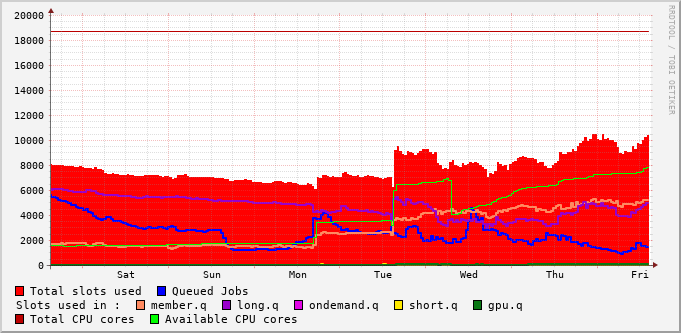 20000
18000
16000
14000
12000
10000
8000
6000
4000
2000
0
Sat Sun Mon Tue Wed Thu Fri
Total slots used Queued Jobs
Slots used in : member.q long.q ondemand.q short.q gpu.q
Total CPU cores Available CPU cores
RRDTOOL / TOBI OETIKER